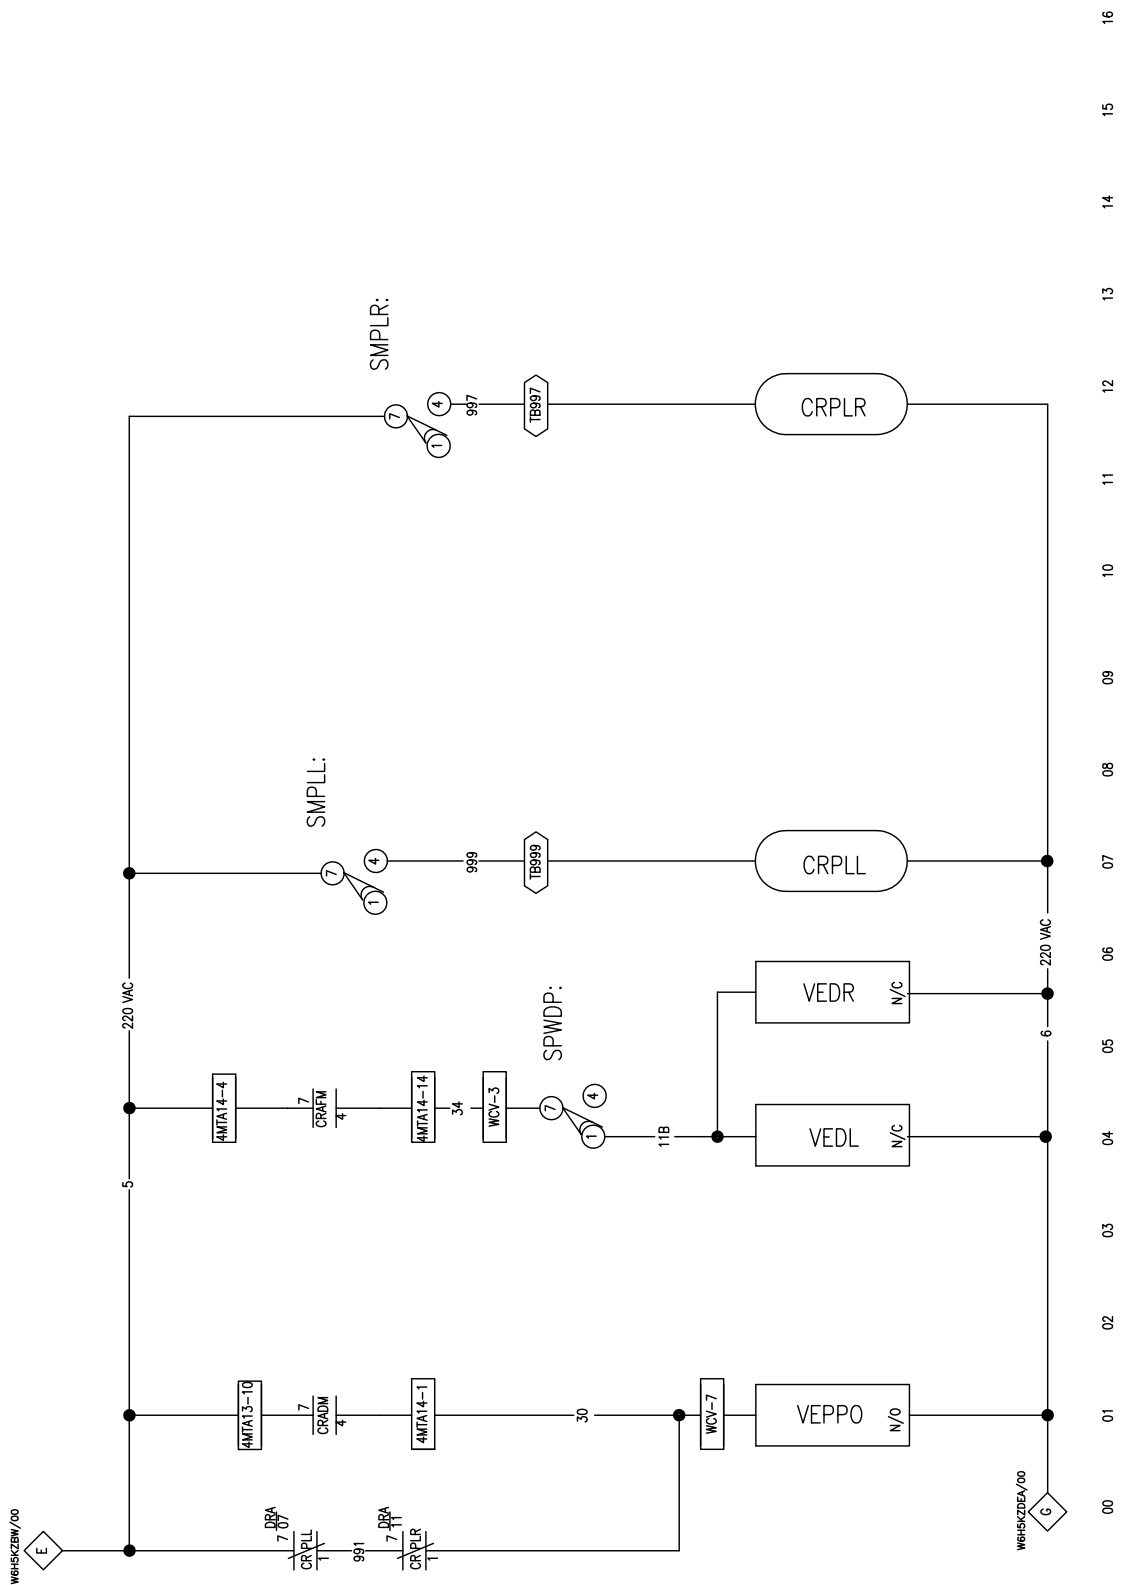 W6H5KZBW/00
E
220 VAC
5
DRA
07
7
CRPLL
1
991
DRA
11
7
CRPLR
1
4MTA13-10
7
CRADM
4
4MTA14-1
30
WCV-7
VEPPO
N/O
4MTA14-4
7
CRAFM
4
4MTA14-14
34
WCV-3
SPWDP:
7
1
4
11B
VEDL
N/C
VEDR
N/C
SMPLL:
7
1
4
999
TB999
CRPLL
SMPLR:
7
1
4
997
TB997
CRPLR
220 VAC
6
W6H5KZDEA/00
G
00
01
02
03
04
05
06
07
08
09
10
11
12
13
14
15
16